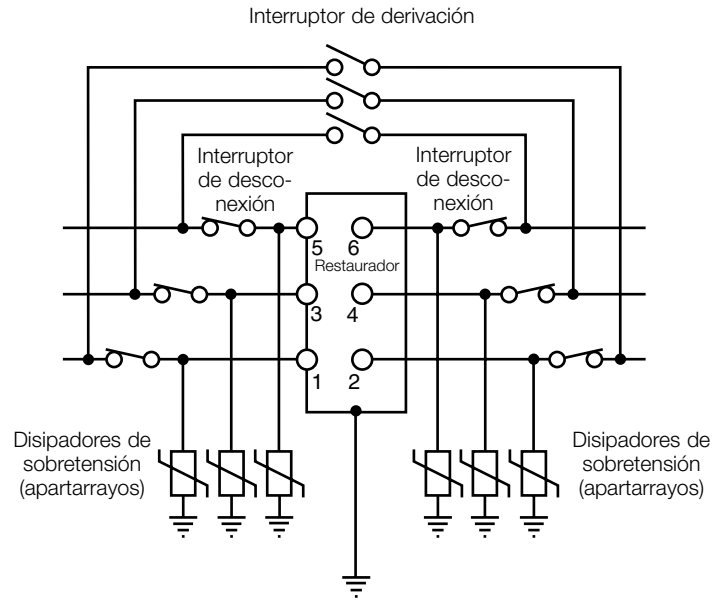 Interruptor de derivación
Interruptor
de desco-
nexión
Interruptor
de desco-
nexión
5 6
Restaurador
3 4
1 2
Disipadores de
sobretensión
(apartarrayos)
Disipadores de
sobretensión
(apartarrayos)